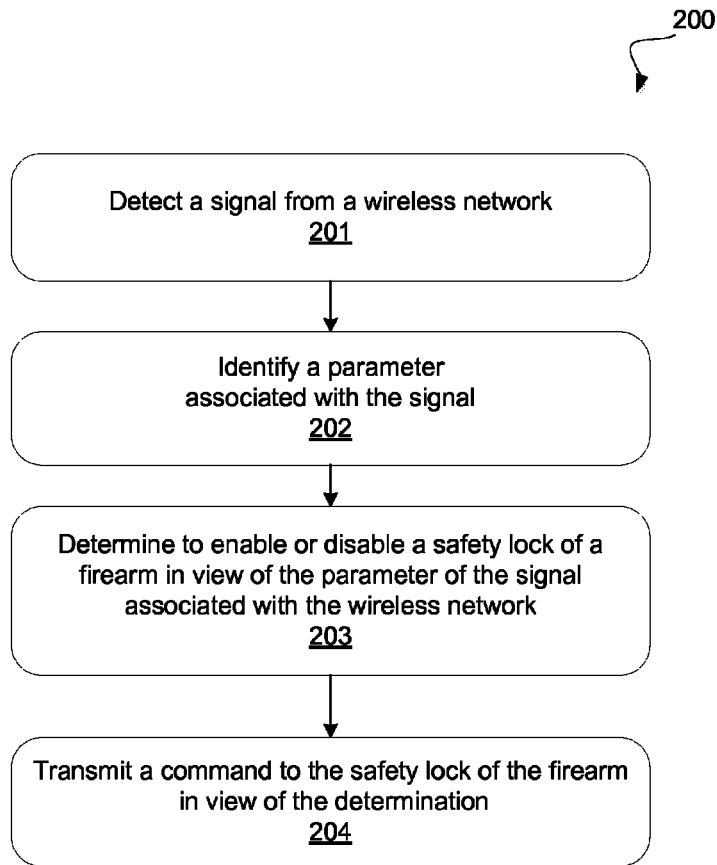 200
Detect a signal from a wireless network
201
Identify a parameter
associated with the signal
202
Determine to enable or disable a safety lock of a
firearm in view of the parameter of the signal
associated with the wireless network
203
Transmit a command to the safety lock of the firearm
in view of the determination
204